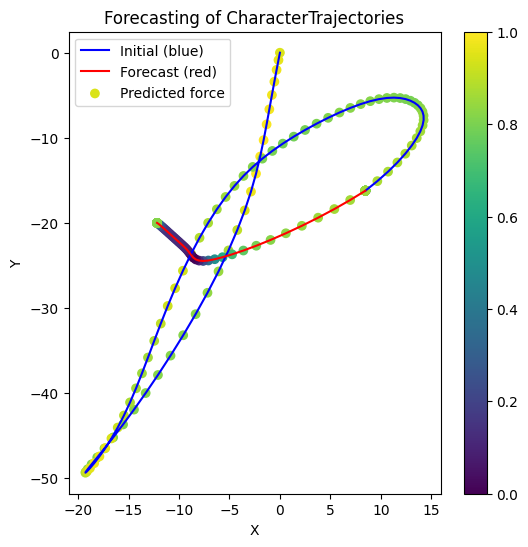 Forecasting of CharacterTrajectories
Initial (blue)
Forecast (red)
Predicted force
Y
0
−10
−20
−30
−40
−50
−20 −15 −10 −5 0 5 10 15
X
1.0
0.8
0.6
0.4
0.2
0.0